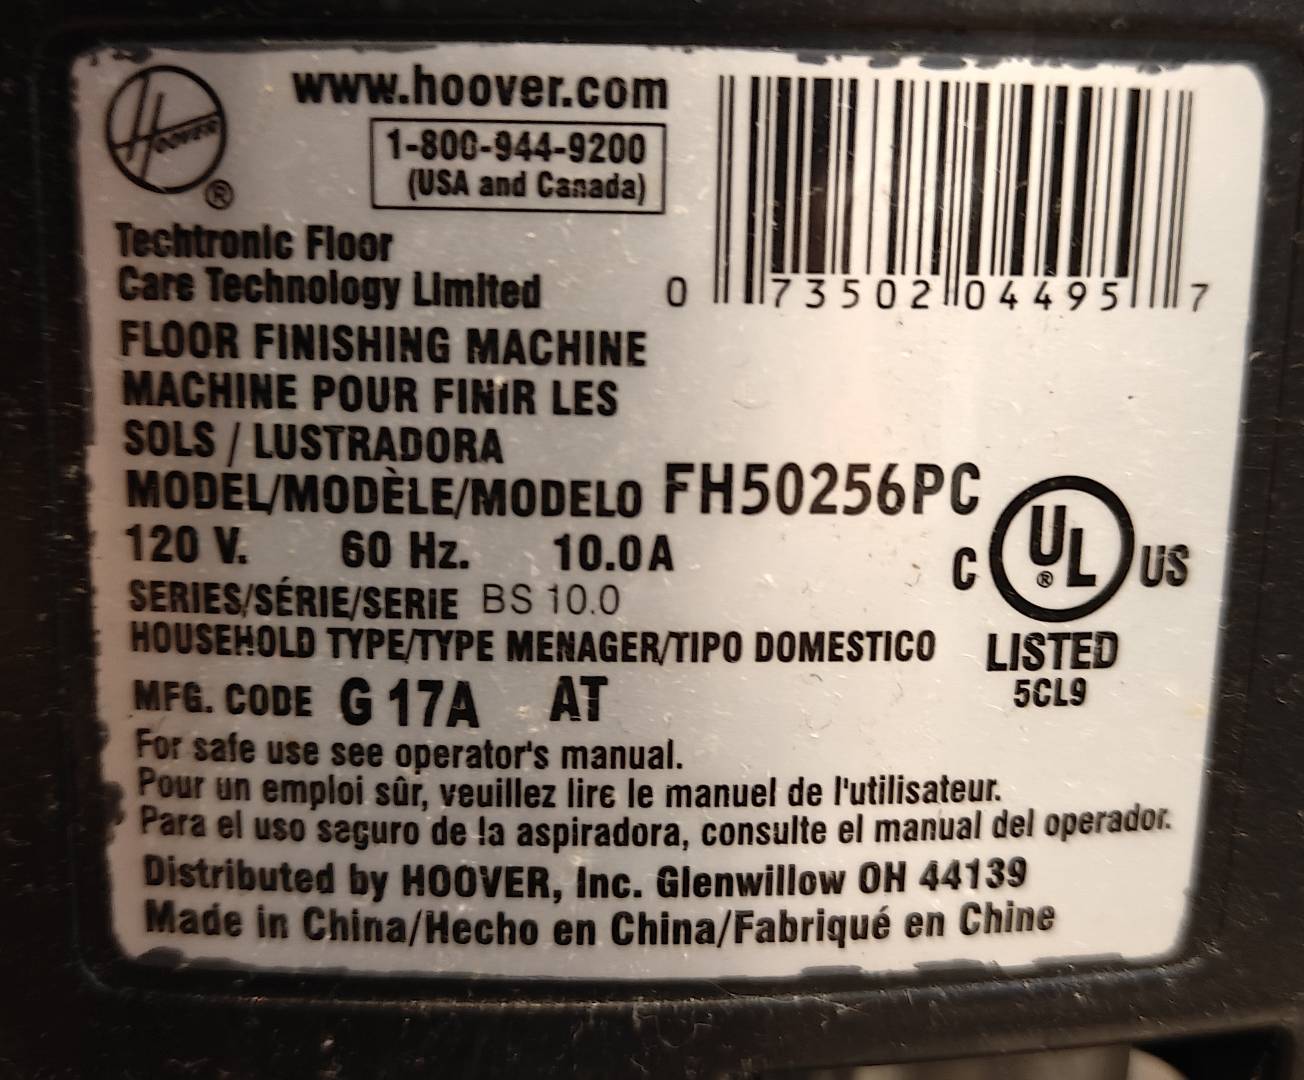 HOOVER ®
www.hoover.com
1-800-944-9200
(USA and Canada)
0 73502 04495 7
Techtronic Floor
Care Technology Limited
FLOOR FINISHING MACHINE
MACHINE POUR FINIR LES
SOLS / LUSTRADORA
MODEL/MODÈLE/MODELO FH50256PC
120 V. 60 Hz. 10.0A
SERIES/SÉRIE/SERIE BS 10.0
C UL ® US
HOUSEHOLD TYPE/TYPE MENAGER/TIPO DOMESTICO
LISTED
5CL9
MFG. CODE G 17A AT
For safe use see operator's manual.
Pour un emploi sûr, veuillez lire le manuel de l'utilisateur.
Para el uso seguro de la aspiradora, consulte el manual del operador.
Distributed by HOOVER, Inc. Glenwillow OH 44139
Made in China/Hecho en China/Fabriqué en Chine